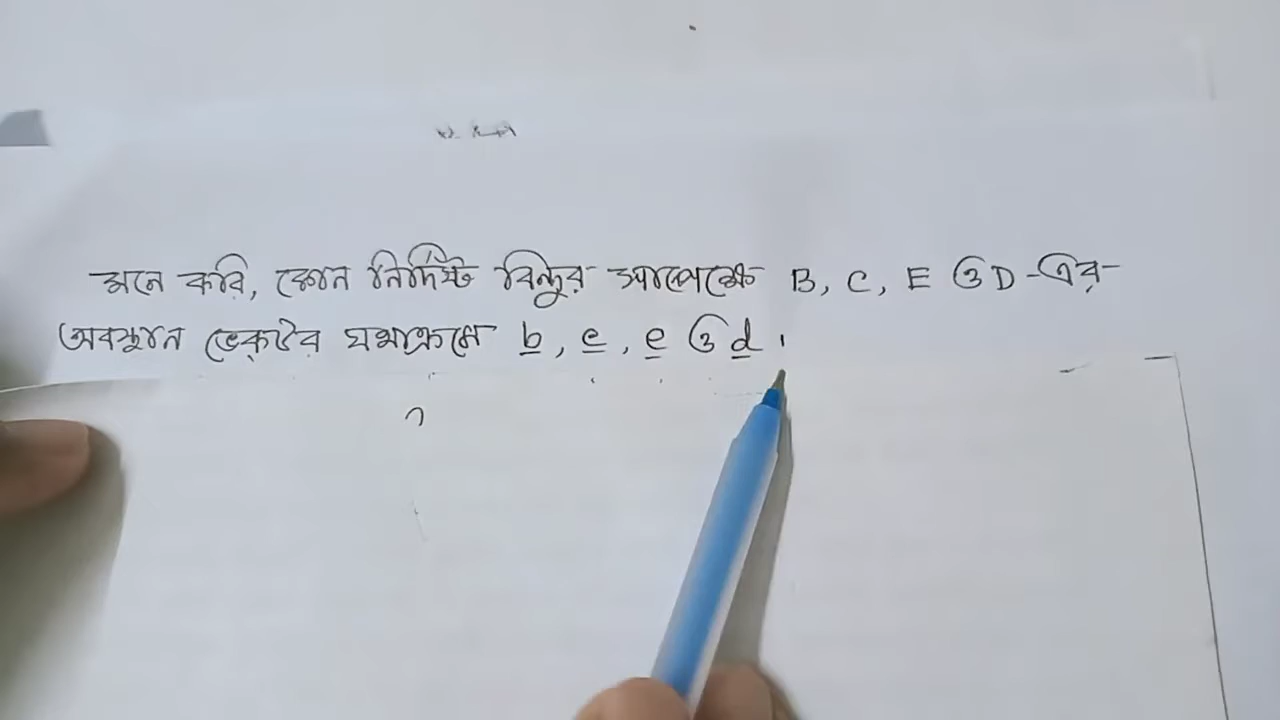 মনে করি, কোন নির্দিষ্ট বিন্দুর সাপেক্ষে B, C, E ও D-এর
অবস্থান ভেক্টর যথাক্রমে b, c, e ও d।